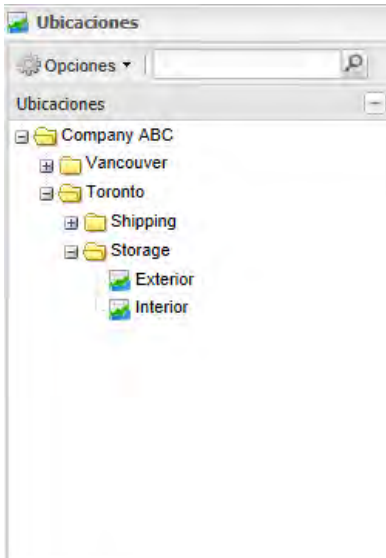 Ubicaciones
Opciones
Ubicaciones
Company ABC
Vancouver
Toronto
Shipping
Storage
Exterior
Interior